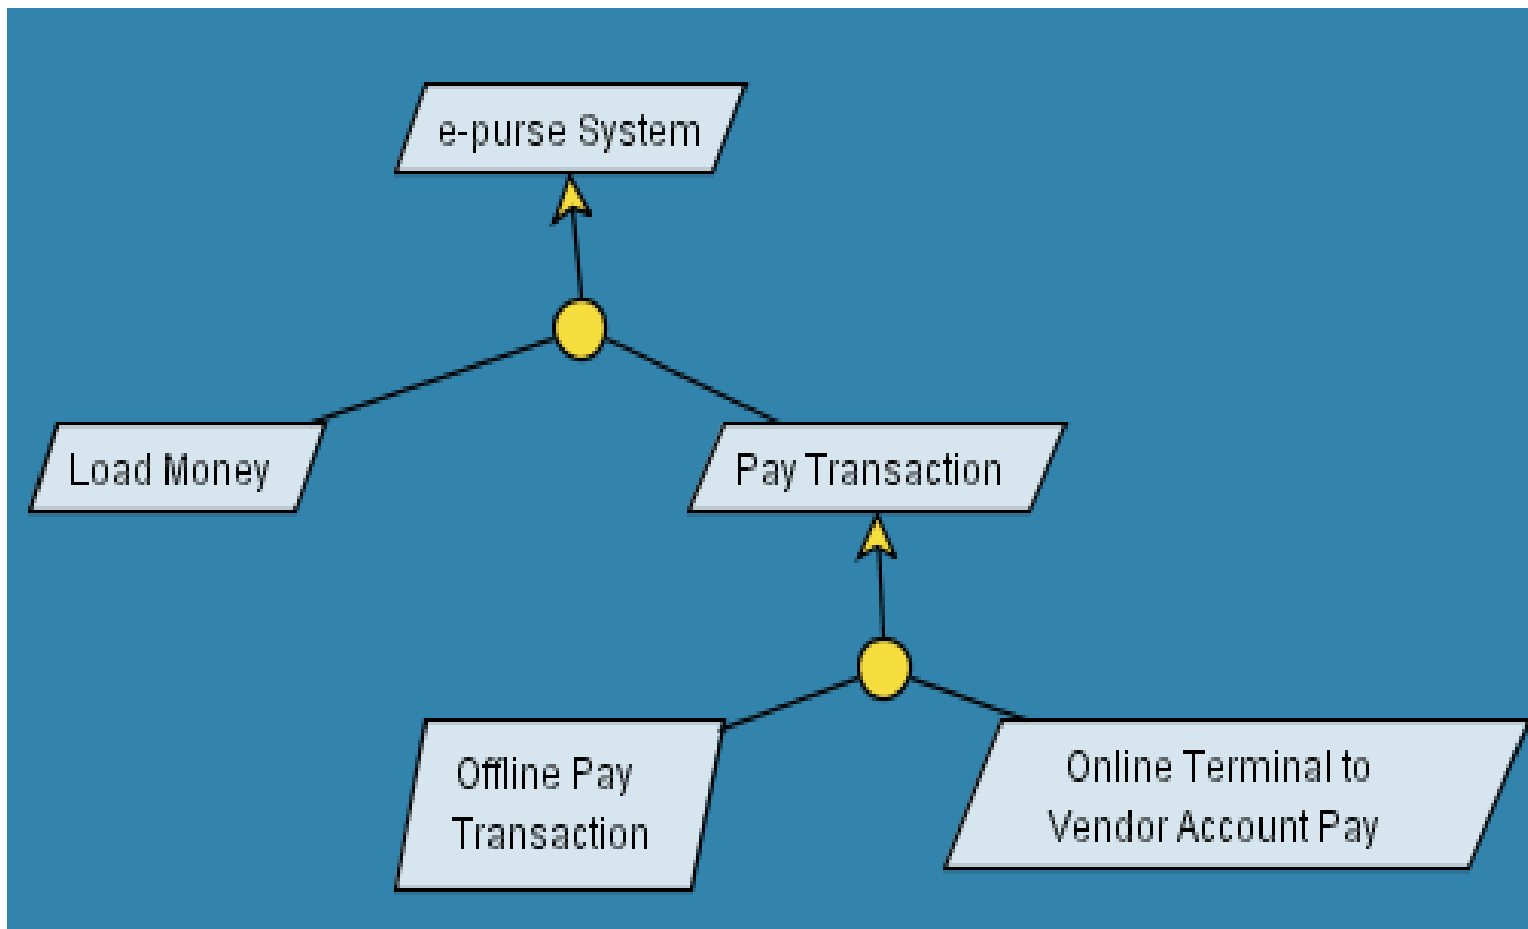 e-purse System
Load Money
Pay Transaction
Offline Pay
Transaction
Online Terminal to
Vendor Account Pay